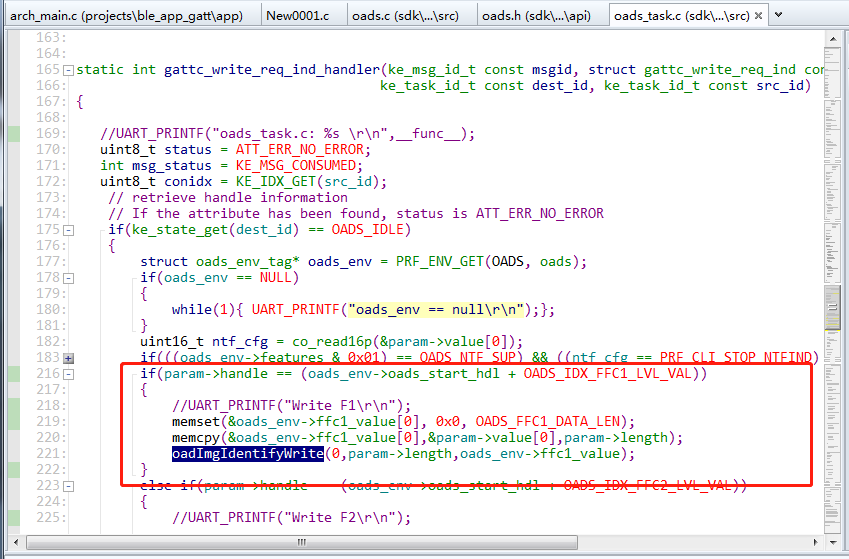 arch_main.c (projects\ble_app_gatt\app) New0001.c oads.c (sdk\...\src) oads.h (sdk\...\api) oads_task.c (sdk\...\src)
163:
164:
165: static int gattc_write_req_ind_handler(ke_msg_id_t const msgid, struct gattc_write_req_ind con
166: ke_task_id_t const dest_id, ke_task_id_t const src_id)
167: {
168:
169: //UART_PRINTF("oads_task.c: %s \r\n",__func__);
170: uint8_t status = ATT_ERR_NO_ERROR;
171: int msg_status = KE_MSG_CONSUMED;
172: uint8_t conidx = KE_IDX_GET(src_id);
173: // retrieve handle information
174: // If the attribute has been found, status is ATT_ERR_NO_ERROR
175: if(ke_state_get(dest_id) == OADS_IDLE)
176: {
177: struct oads_env_tag* oads_env = PRF_ENV_GET(OADS, oads);
178: if(oads_env == NULL)
179: {
180: while(1){ UART_PRINTF("oads_env == null\r\n");};
181: }
182: uint16_t ntf_cfg = co_read16p(&param->value[0]);
183: if(((oads_env->features & 0x01) == OADS_NTF_SUP) && ((ntf_cfg == PRF_CLI_STOP_NTFIND)
216: if(param->handle == (oads_env->oads_start_hdl + OADS_IDX_FFC1_LVL_VAL))
217: {
218: //UART_PRINTF("Write F1\r\n");
219: memset(&oads_env->ffc1_value[0], 0x0, OADS_FFC1_DATA_LEN);
220: memcpy(&oads_env->ffc1_value[0],&param->value[0],param->length);
221: oadImgIdentifyWrite(0,param->length,oads_env->ffc1_value);
222: }
223: else if(param->handle == (oads_env->oads_start_hdl + OADS_IDX_FFC2_LVL_VAL))
224: {
225: //UART_PRINTF("Write F2\r\n");